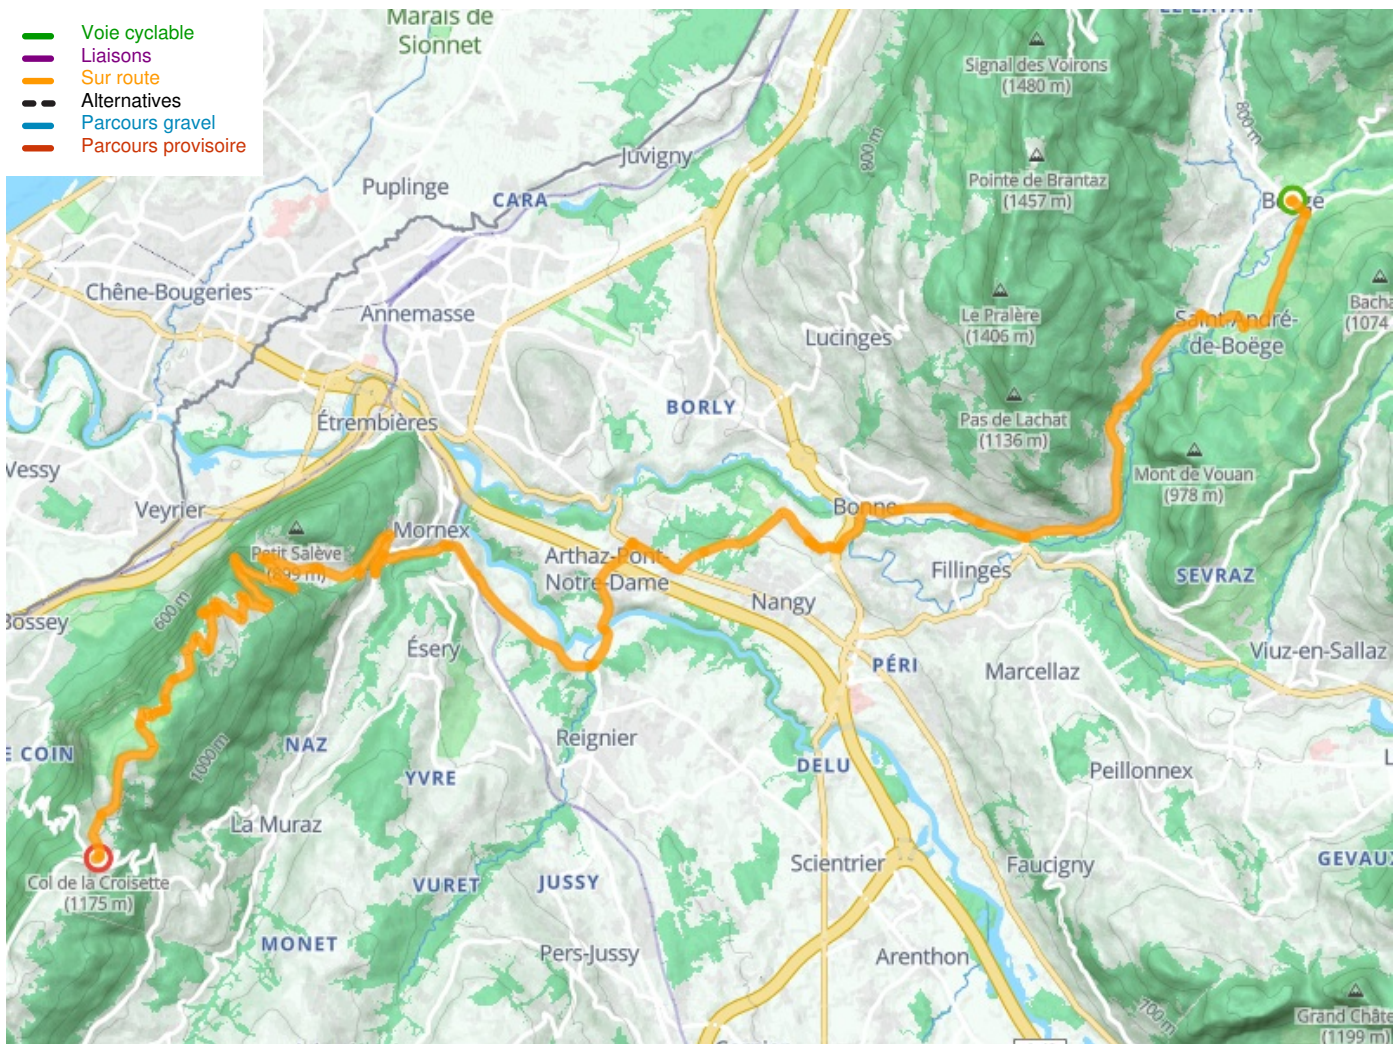 Voie cyclable
Liaisons
Sur route
Alternatives
Parcours gravel
Parcours provisoire
Marais de
Sionnet
Signal des Voirons
(1480 m)
800 m
800 m
Juvigny
Puplinge
CARA
Pointe de Brantaz
(1457 m)
Chêne-Bougeries
Annemasse
Lucinges
Le Pralère
(1406 m)
Saint-André-
de-Boëge
(1074
BORLY
Étrembières
Pas de Lachat
(1136 m)
Vessy
Mont de Vouan
(978 m)
Veyrier
Mornex
Bonne
Petit Salève
(899 m)
Arthaz-Pont-
Notre-Dame
Fillinges
SEVRAZ
Nangy
600 m
Bossey
Ésery
PÉRI
Marcellaz
Viuz-en-Sallaz
Reignier
NAZ
1000 m
YVRE
DELU
Peillonnex
E COIN
La Muraz
Scientrier
Faucigny
Col de la Croisette
(1175 m)
VURET
JUSSY
MONET
Pers-Jussy
Arenthon
700 m
(1199 m)